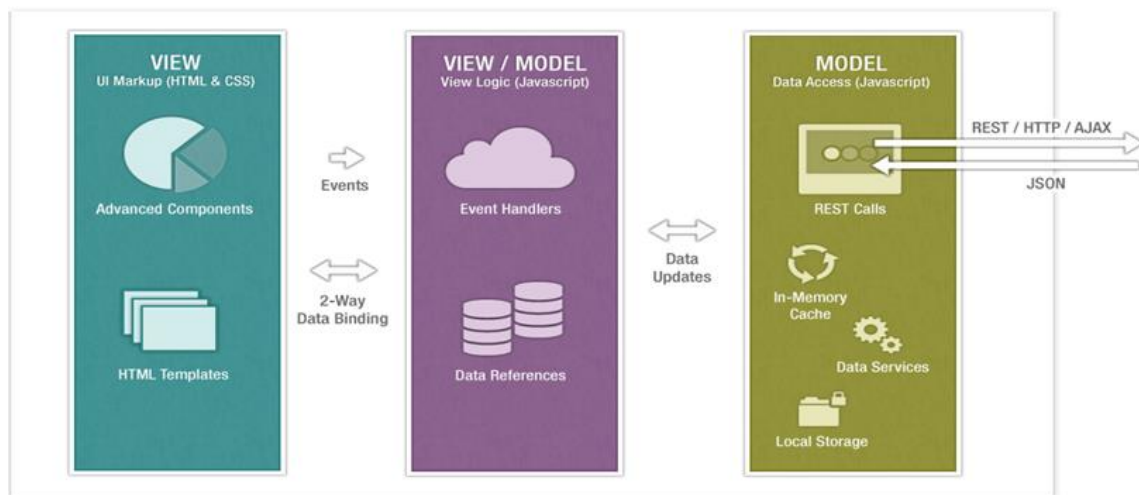 VIEW
UI Markup (HTML & CSS)
Advanced Components
HTML Templates
Events
2-Way
Data Binding
VIEW / MODEL
View Logic (Javascript)
Event Handlers
Data References
Data
Updates
MODEL
Data Access (Javascript)
REST Calls
In-Memory
Cache
Data Services
Local Storage
REST / HTTP / AJAX
JSON